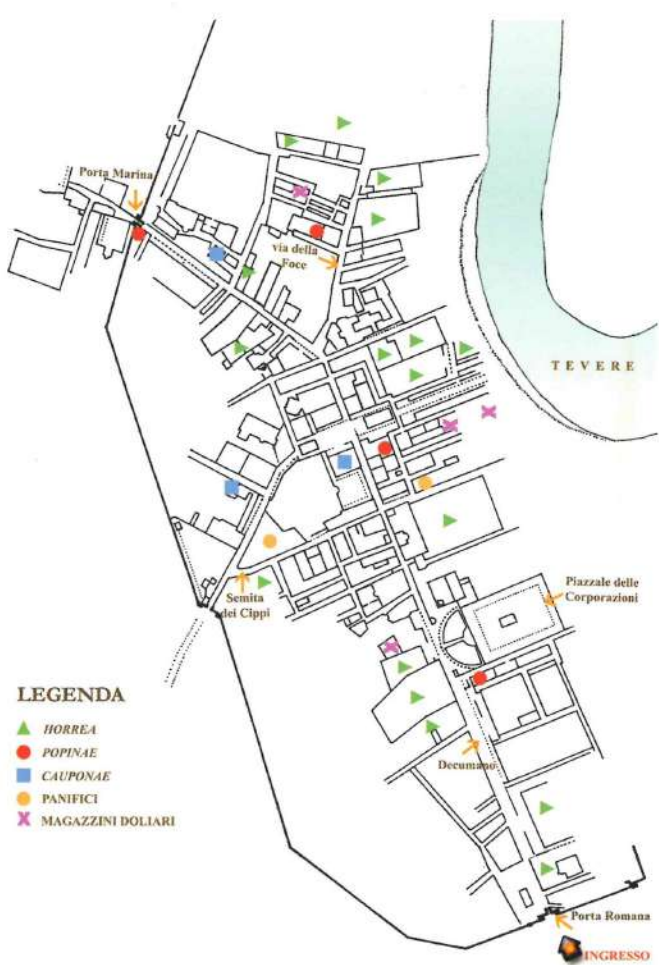 Porta Marina
via della
Foce
TEVERE
Semita
dei Cippi
Piazzale delle
Corporazioni
Decumano
LEGENDA
HORREA
POPINAE
CAUPONAE
PANIFICI
MAGAZZINI DOLIARI
Porta Romana
INGRESSO